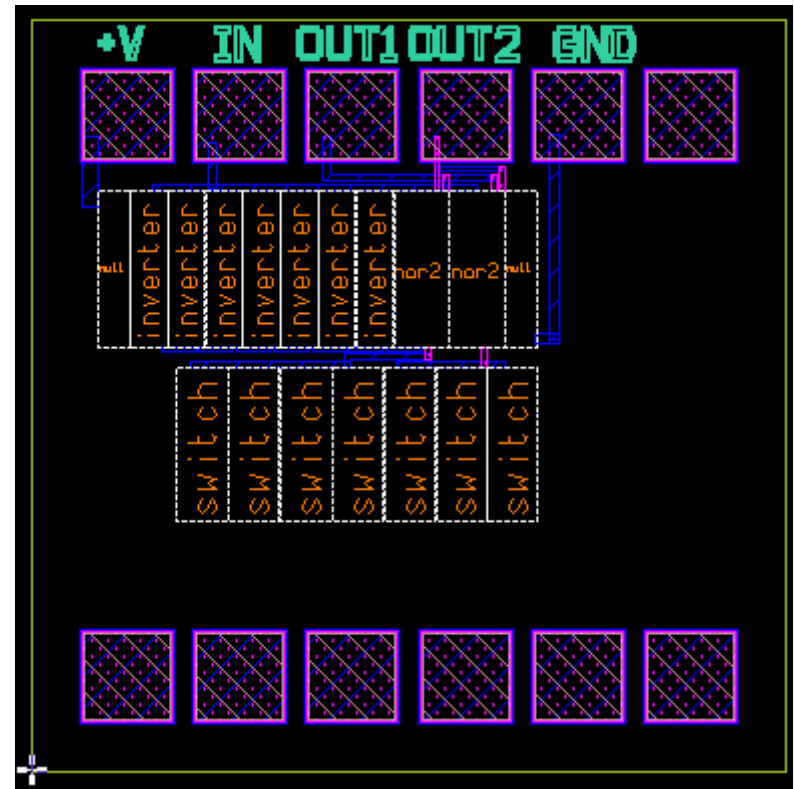 +V IN OUT1 OUT2 GND
null inverter inverter inverter inverter inverter inverter inverter nor2 nor2 null
switch switch switch switch switch switch switch